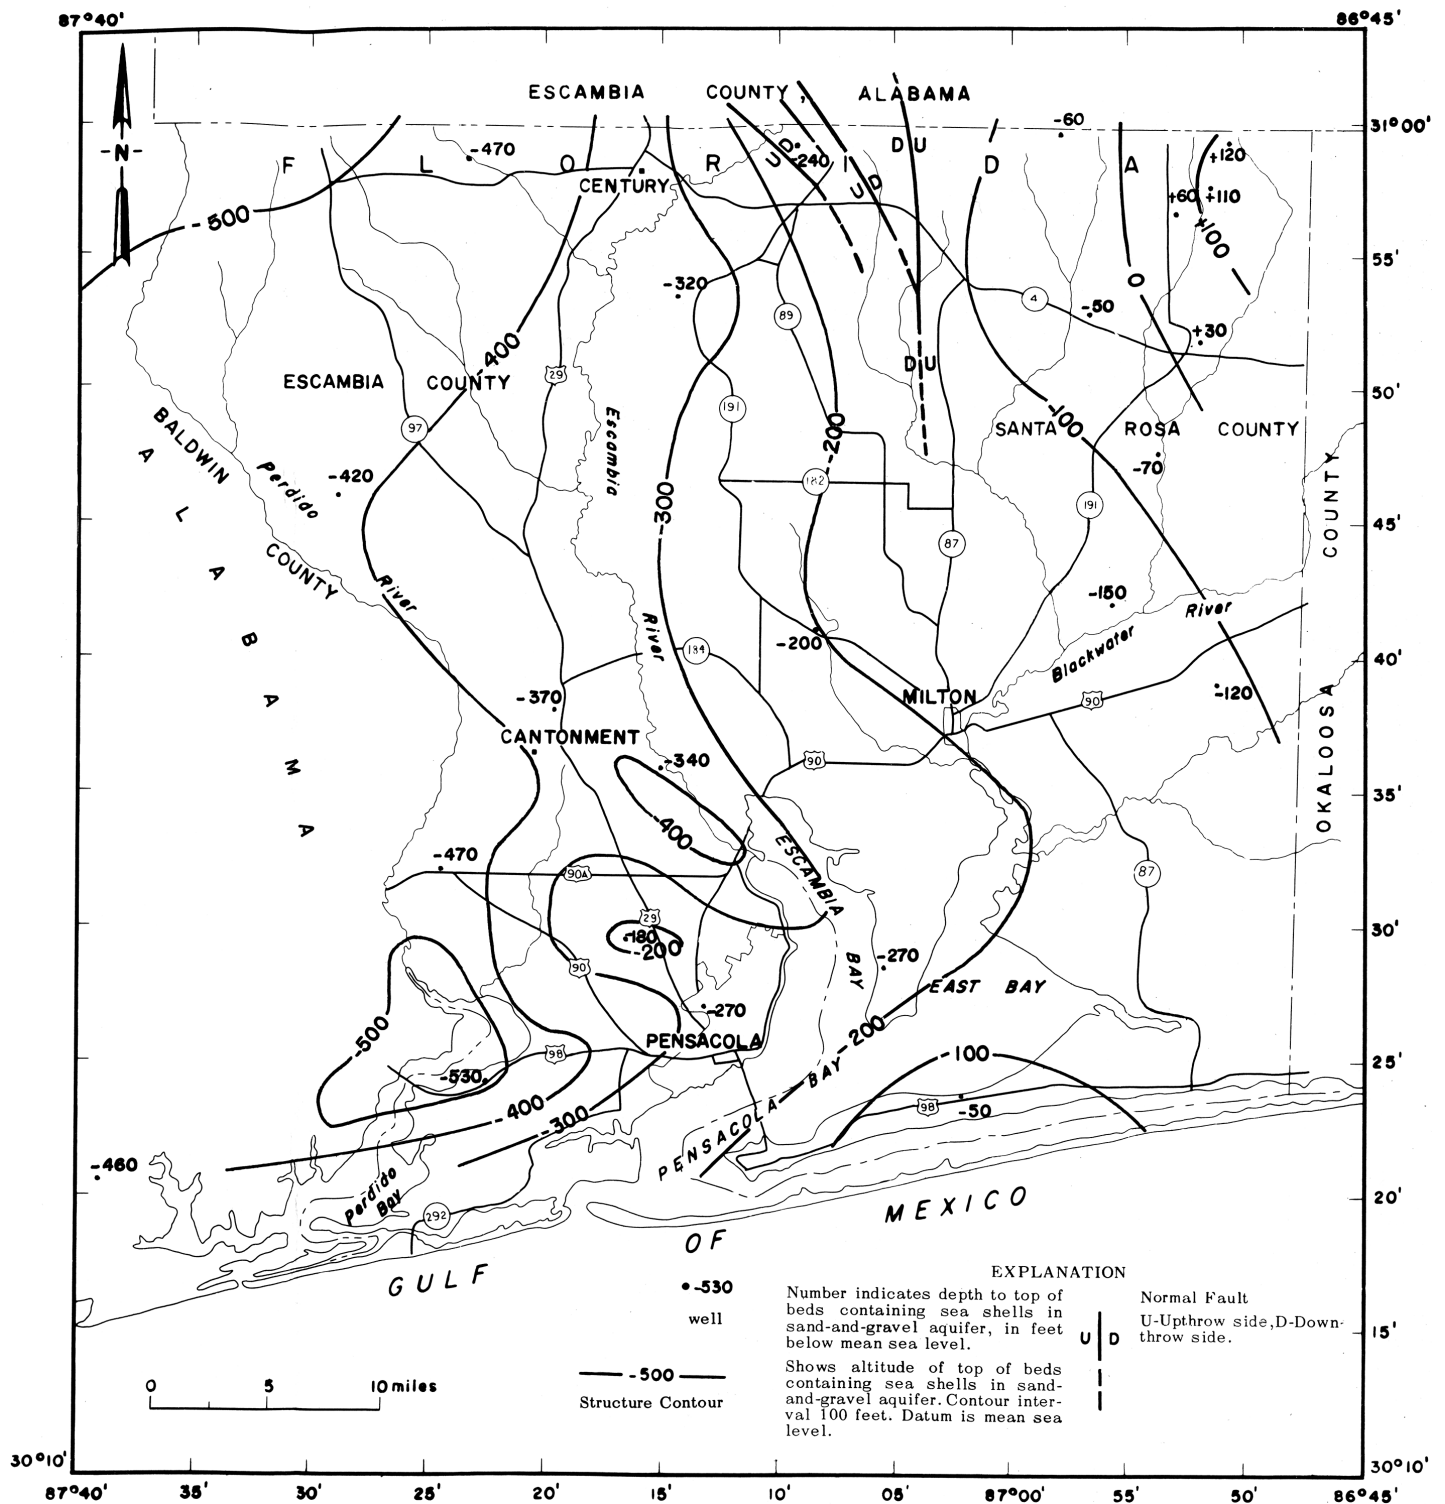 87°40' 86°45'
ESCAMBIA COUNTY, ALABAMA
-60
31°00'
-N-
F L O R I D A
-470
U D
-240
D U
+120
CENTURY
U D
+60 +110
-500
+100
55'
-320
0
4
-50
89
+30
-400
D U
ESCAMBIA COUNTY
29
50'
191
-100
97
-200
SANTA ROSA COUNTY
BALDWIN
Escambia
-70
Perdido
-420
182
-300
191
45'
COUNTY
87
OKALOOSA COUNTY
ALABAMA
River
-150
River
River
-200
184
Blackwater
40'
-370
MILTON
-120
90
CANTONMENT
-340
90
35'
-400
ESCAMBIA
-470
90A
87
29
-180
-200
30'
90
BAY
-270
EAST BAY
-270
-500
PENSACOLA
-200
98
-100
25'
-530
BAY
-400
98
-50
-300
PENSACOLA
-460
Perdido
Bay
20'
292
MEXICO
OF
GULF
EXPLANATION
-530
well
Number indicates depth to top of
beds containing sea shells in
sand-and-gravel aquifer, in feet
below mean sea level.
Normal Fault
U D
U-Upthrow side,D-Down-
throw side.
15'
-500
Structure Contour
Shows altitude of top of beds
containing sea shells in sand-
and-gravel aquifer. Contour inter-
val 100 feet. Datum is mean sea
level.
0 5 10 miles
30°10' 30°10'
87°40' 35' 30' 25' 20' 15' 10' 05' 87°00' 55' 50' 86°45'